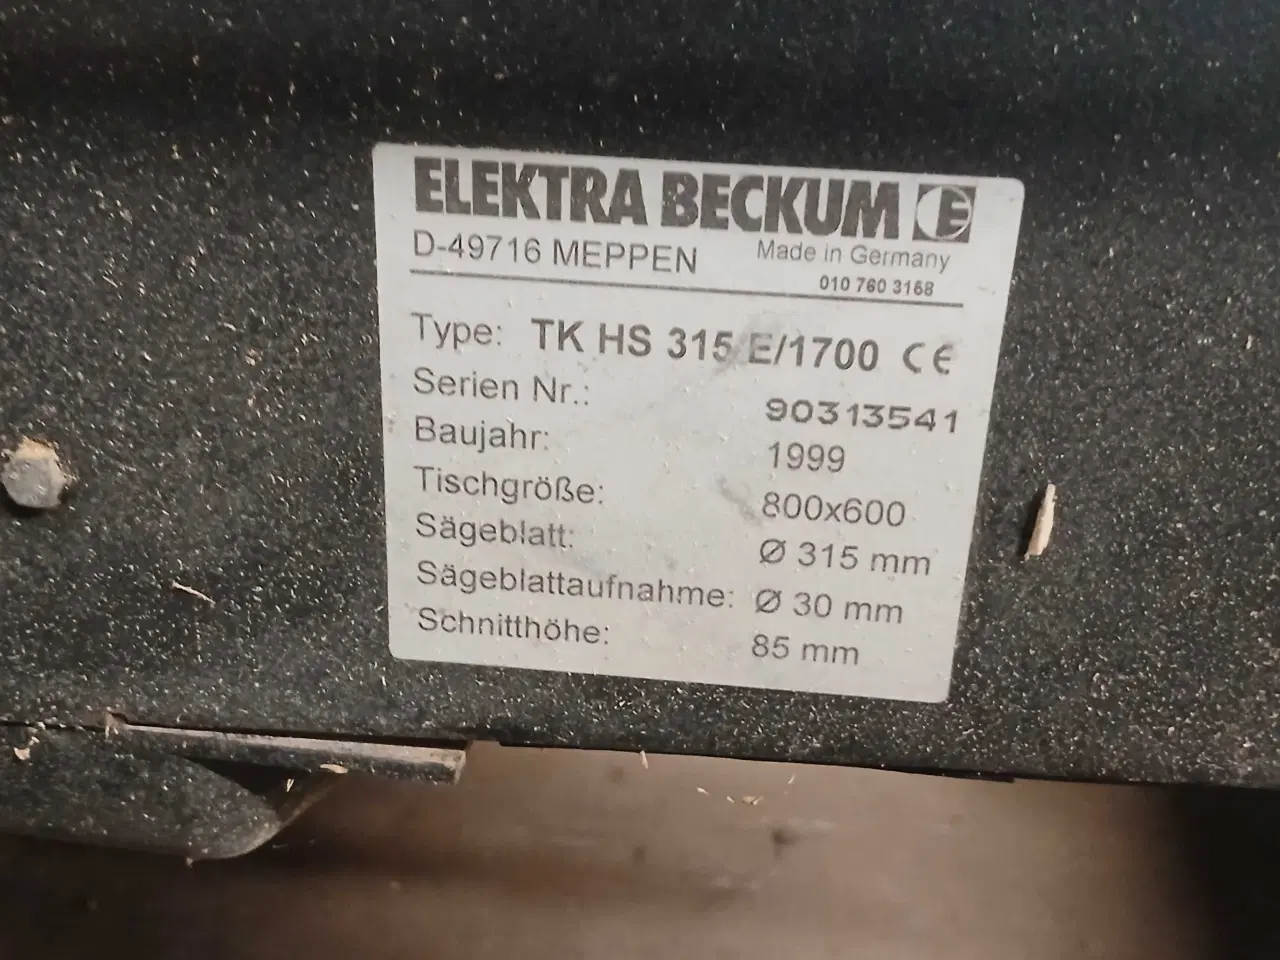 ELEKTRA BECKUM E
D-49716 MEPPEN Made in Germany
010 760 3168
Type: TK HS 315 E/1700 CE
Serien Nr.: 90313541
Baujahr: 1999
Tischgröße: 800x600
Sägeblatt: Ø 315 mm
Sägeblattaufnahme: Ø 30 mm
Schnitthöhe: 85 mm